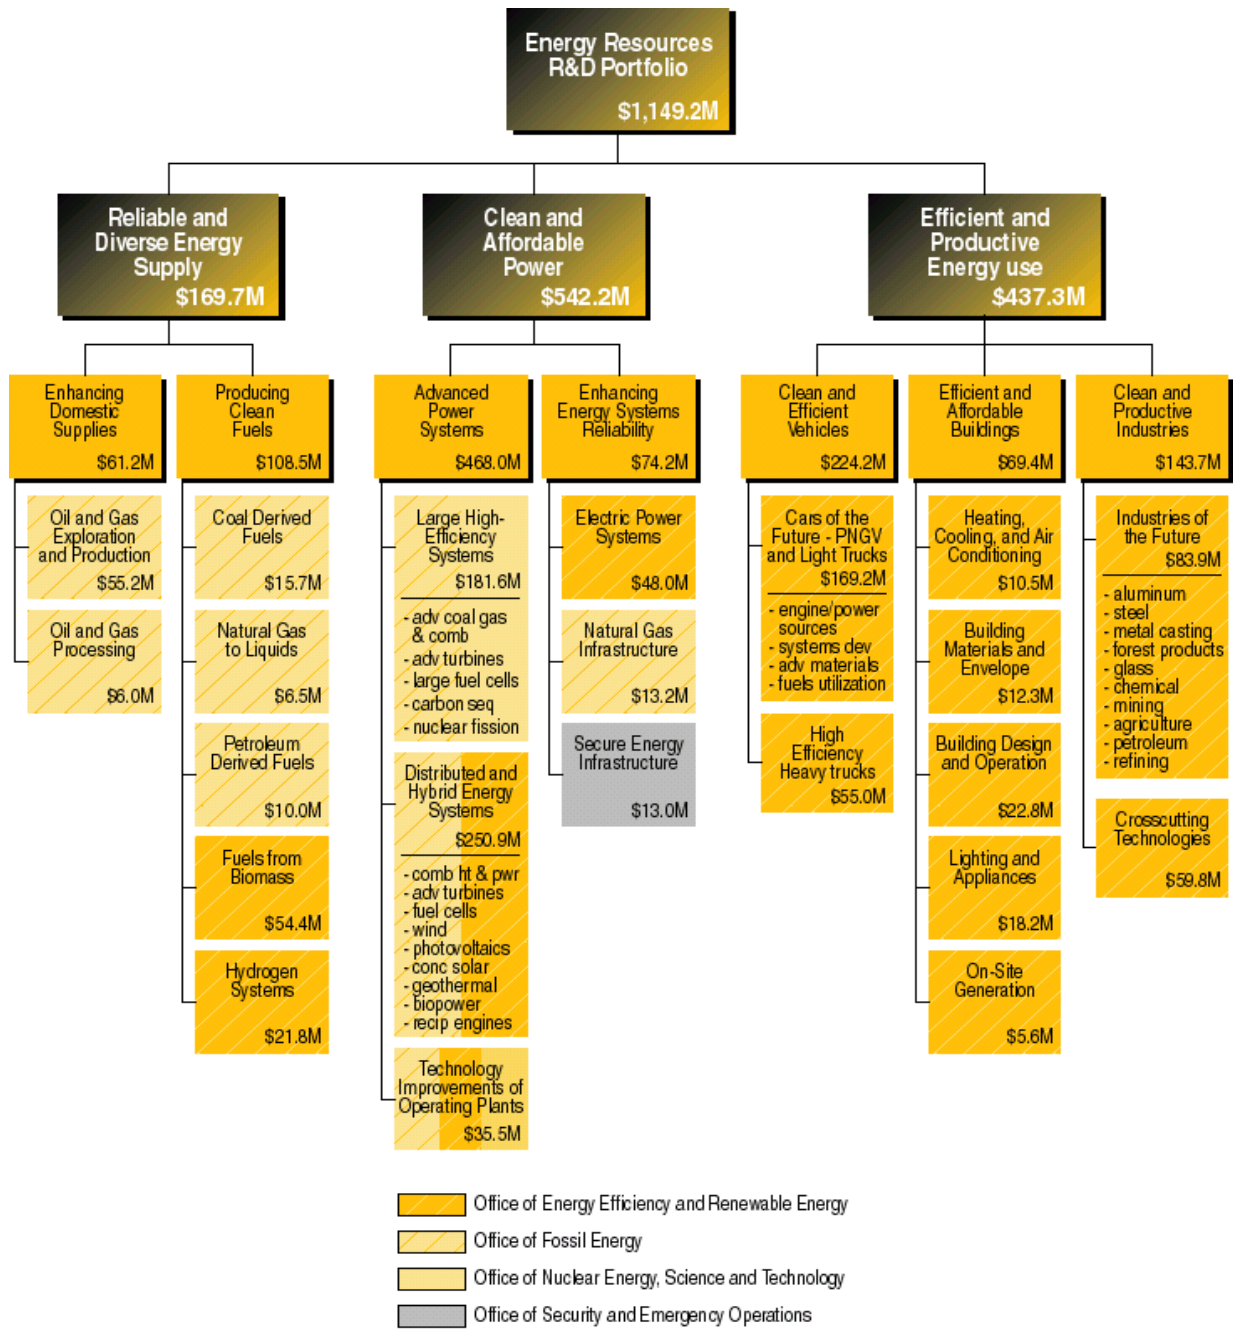 Energy Resources
R&D Portfolio
$1,149.2M
Reliable and
Diverse Energy
Supply
$169.7M
Clean and
Affordable
Power
$542.2M
Efficient and
Productive
Energy use
$437.3M
Enhancing
Domestic
Supplies
$61.2M
Producing
Clean
Fuels
$108.5M
Advanced
Power
Systems
$468.0M
Enhancing
Energy Systems
Reliability
$74.2M
Clean and
Efficient
Vehicles
$224.2M
Efficient and
Affordable
Buildings
$69.4M
Clean and
Productive
Industries
$143.7M
Oil and Gas
Exploration
and Production
$55.2M
Oil and Gas
Processing
$6.0M
Coal Derived
Fuels
$15.7M
Natural Gas
to Liquids
$6.5M
Petroleum
Derived Fuels
$10.0M
Fuels from
Biomass
$54.4M
Hydrogen
Systems
$21.8M
Large High-
Efficiency
Systems
$181.6M
- adv coal gas
& comb
- adv turbines
- large fuel cells
- carbon seq
- nuclear fission
Distributed and
Hybrid Energy
Systems
$250.9M
- comb ht & pwr
- adv turbines
- fuel cells
- wind
- photovoltaics
- conc solar
- geothermal
- biopower
- recip engines
Technology
Improvements of
Operating Plants
$35.5M
Electric Power
Systems
$48.0M
Natural Gas
Infrastructure
$13.2M
Secure Energy
Infrastructure
$13.0M
Cars of the
Future - PNGV
and Light Trucks
$169.2M
- engine/power
sources
- systems dev
- adv materials
- fuels utilization
High
Efficiency
Heavy trucks
$55.0M
Heating,
Cooling, and Air
Conditioning
$10.5M
Building
Materials and
Envelope
$12.3M
Building Design
and Operation
$22.8M
Lighting and
Appliances
$18.2M
On-Site
Generation
$5.6M
Industries of
the Future
$83.9M
- aluminum
- steel
- metal casting
- forest products
- glass
- chemical
- mining
- agriculture
- petroleum
- refining
Crosscutting
Technologies
$59.8M
Office of Energy Efficiency and Renewable Energy
Office of Fossil Energy
Office of Nuclear Energy, Science and Technology
Office of Security and Emergency Operations